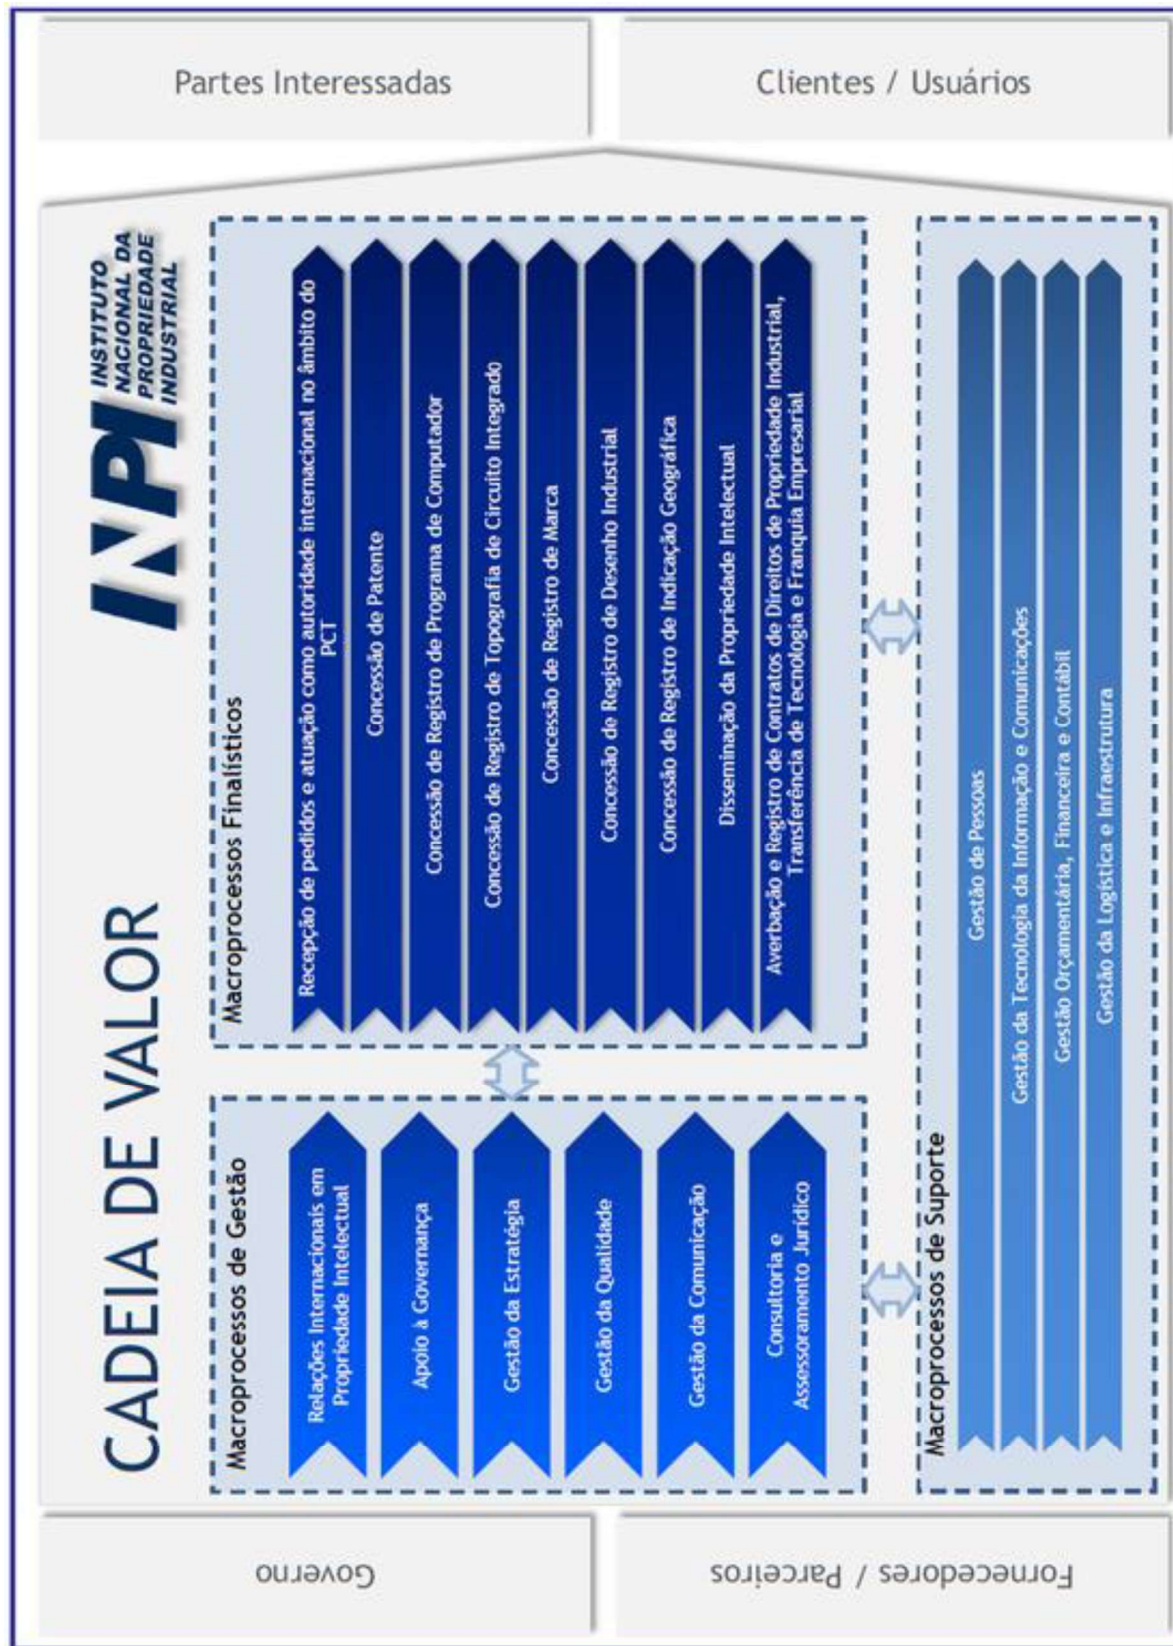 CADEIA DE VALOR
INPI
INSTITUTO
NACIONAL DA
PROPRIEDADE
INDUSTRIAL
Governo
Fornecedores / Parceiros
Macroprocessos de Gestão
Relações Internacionais em
Propriedade Intelectual
Apoio à Governança
Gestão da Estratégia
Gestão da Qualidade
Gestão da Comunicação
Consultoria e
Assessoramento Jurídico
Macroprocessos Finalísticos
Recepção de pedidos e atuação como autoridade internacional no âmbito do
PCT
Concessão de Patente
Concessão de Registro de Programa de Computador
Concessão de Registro de Topografia de Circuito Integrado
Concessão de Registro de Marca
Concessão de Registro de Desenho Industrial
Concessão de Registro de Indicação Geográfica
Disseminação da Propriedade Intelectual
Averbação e Registro de Contratos de Direitos de Propriedade Industrial,
Transferência de Tecnologia e Franquia Empresarial
Macroprocessos de Suporte
Gestão de Pessoas
Gestão da Tecnologia da Informação e Comunicações
Gestão Orçamentária, Financeira e Contábil
Gestão da Logística e Infraestrutura
Partes Interessadas
Clientes / Usuários